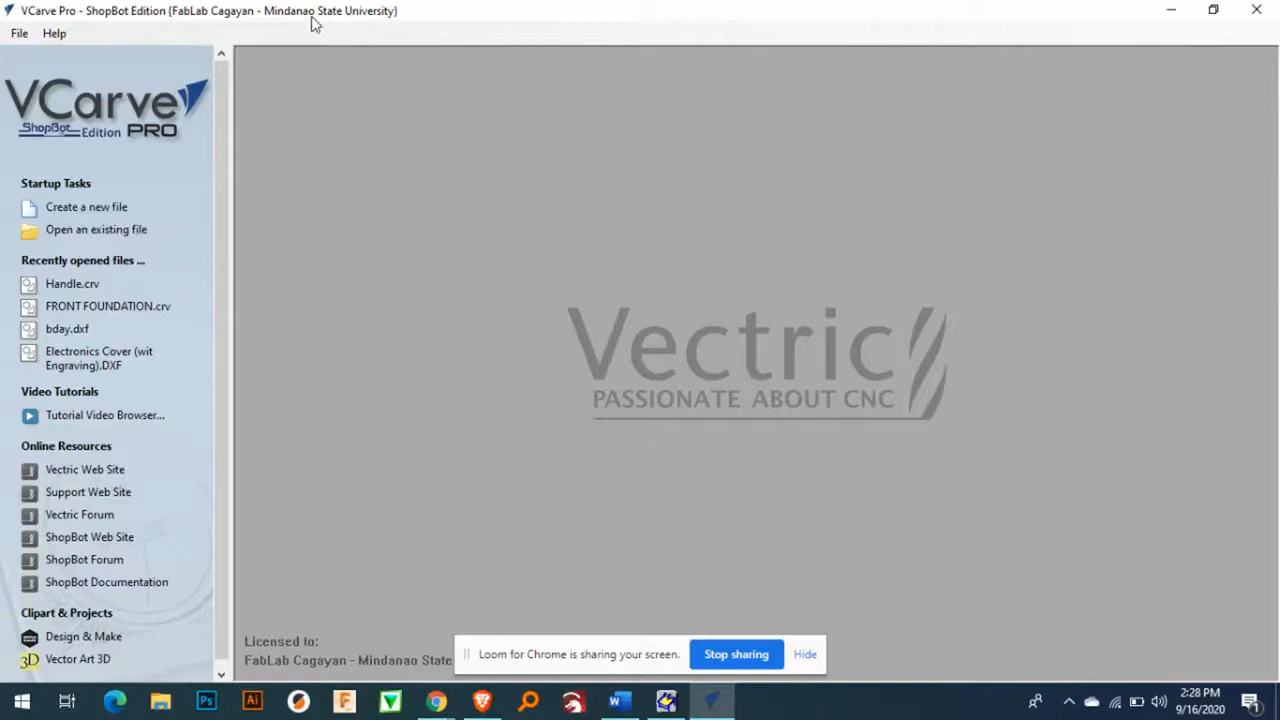 VCarve Pro - ShopBot Edition {FabLab Cagayan - Mindanao State University}
File Help
VCarve
ShopBot Edition PRO
Startup Tasks
Create a new file
Open an existing file
Recently opened files ...
Handle.crv
FRONT FOUNDATION.crv
bday.dxf
Electronics Cover (wit
Engraving).DXF
Video Tutorials
Tutorial Video Browser...
Online Resources
Vectric Web Site
Support Web Site
Vectric Forum
ShopBot Web Site
ShopBot Forum
ShopBot Documentation
Clipart & Projects
Design & Make
3D Vector Art 3D
Vectric
PASSIONATE ABOUT CNC
Licensed to:
FabLab Cagayan - Mindanao State
Loom for Chrome is sharing your screen. Stop sharing Hide
Ps Ai
2:28 PM
9/16/2020
1